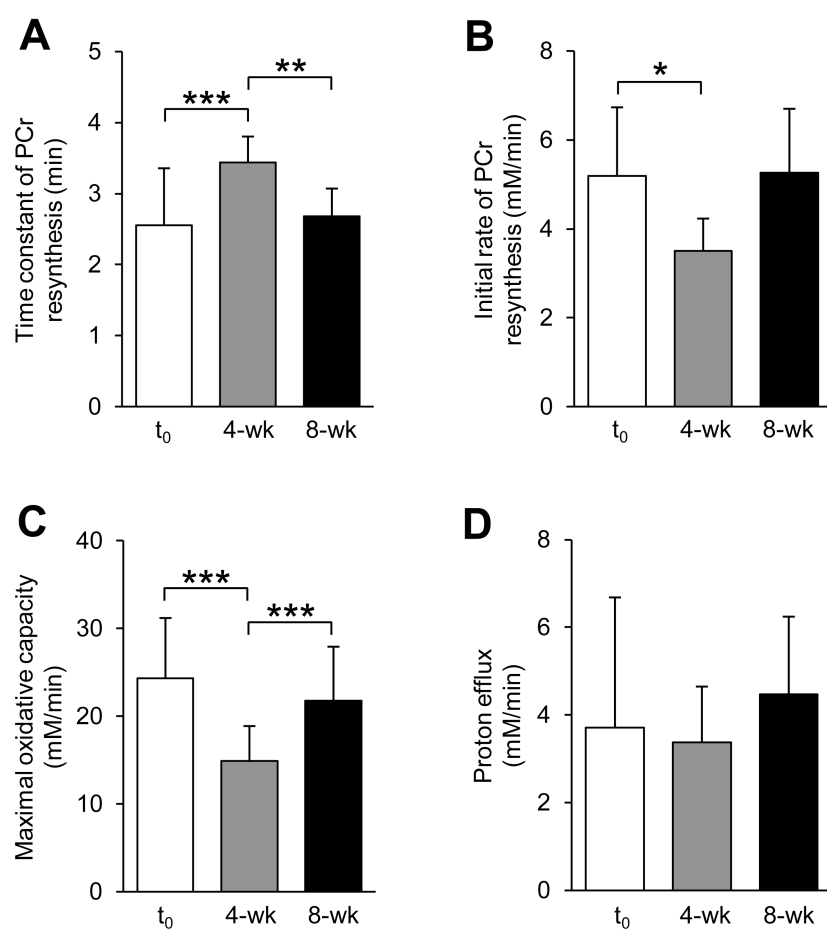 A
Time constant of PCr
resynthesis (min)
5
4
3
2
1
0
***
**
t0
4-wk
8-wk
B
Initial rate of PCr
resynthesis (mM/min)
8
6
4
2
0
*
t0
4-wk
8-wk
C
Maximal oxidative capacity
(mM/min)
40
30
20
10
0
***
***
t0
4-wk
8-wk
D
Proton efflux
(mM/min)
8
6
4
2
0
t0
4-wk
8-wk